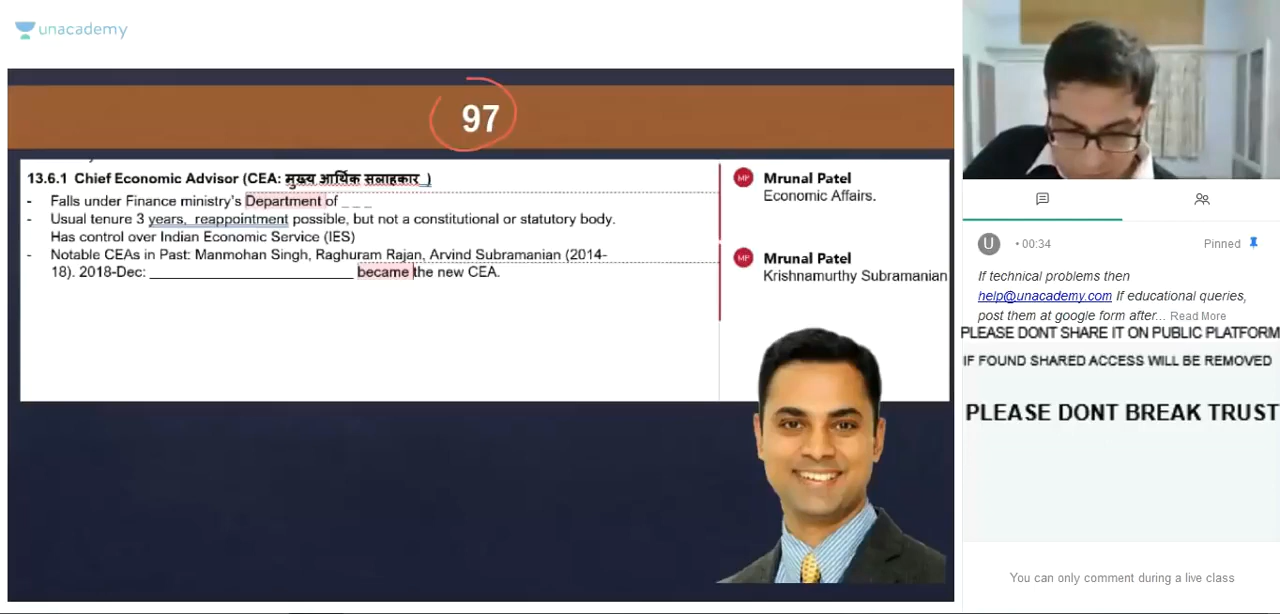 unacademy
97
13.6.1 Chief Economic Advisor (CEA: मुख्य आर्थिक सलाहकार )
- Falls under Finance ministry's Department of _ _ _
- Usual tenure 3 years, reappointment possible, but not a constitutional or statutory body.
Has control over Indian Economic Service (IES)
- Notable CEAs in Past: Manmohan Singh, Raghuram Rajan, Arvind Subramanian (2014-
18). 2018-Dec: ______________________ became the new CEA.
MP Mrunal Patel
Economic Affairs.
MP Mrunal Patel
Krishnamurthy Subramanian
U • 00:34 Pinned
If technical problems then
help@unacademy.com If educational queries,
post them at google form after... Read More
PLEASE DONT SHARE IT ON PUBLIC PLATFORM
IF FOUND SHARED ACCESS WILL BE REMOVED
PLEASE DONT BREAK TRUST
You can only comment during a live class